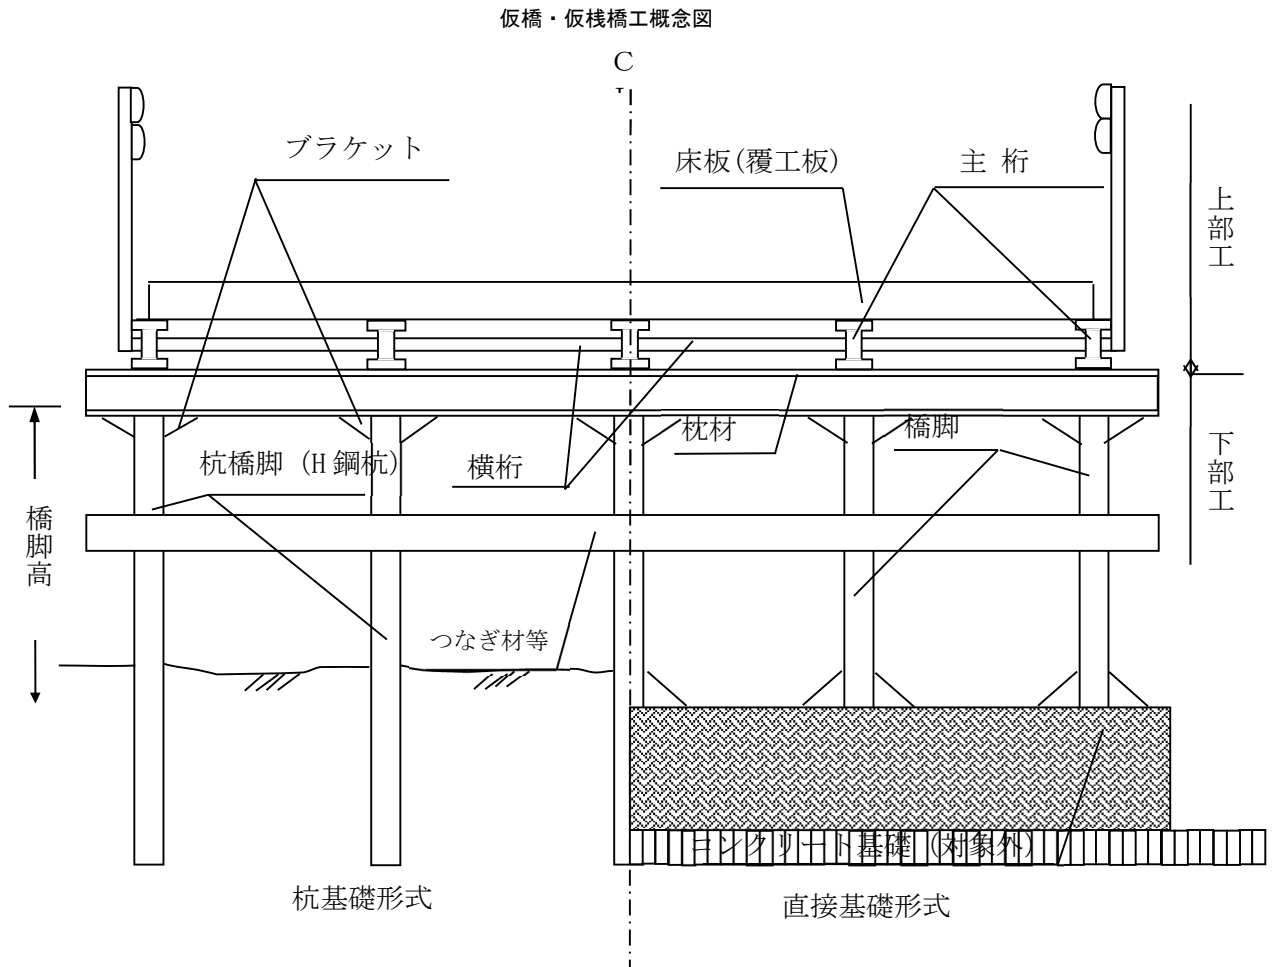 仮橋・仮桟橋工概念図
C
ブラケット
床板(覆工板)
主 桁
上部工
枕材
橋脚
杭橋脚 (H 鋼杭)
横桁
下部工
橋脚高
つなぎ材等
コンクリート基礎 (対象外)
杭基礎形式
直接基礎形式